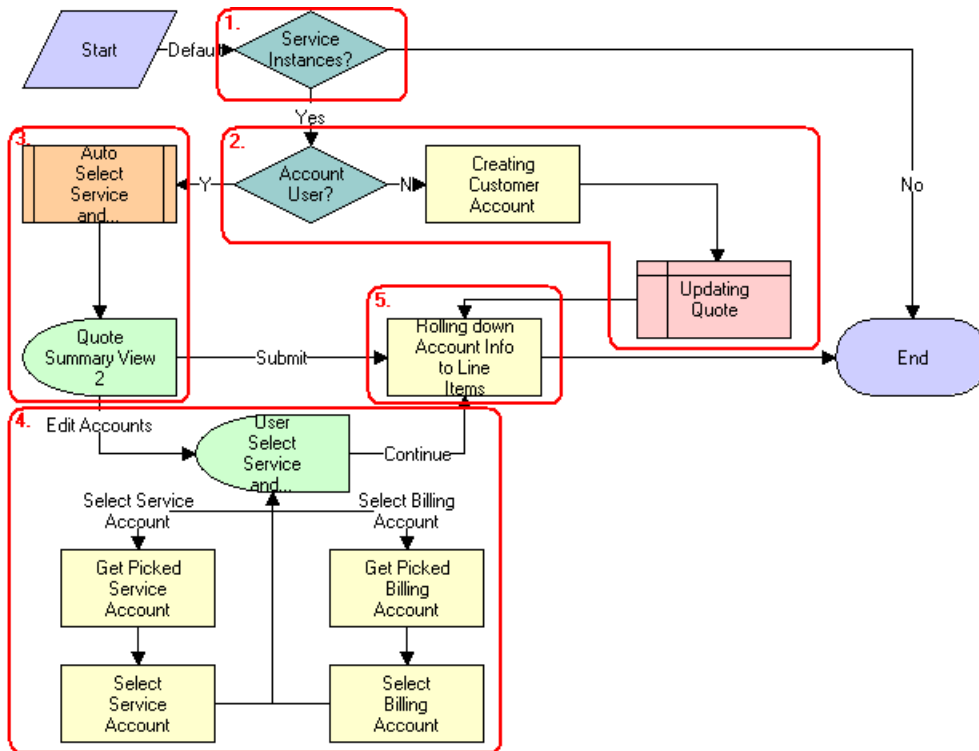 1.
Start
Default
Service
Instances?
Yes
No
3.
Auto
Select
Service
and...
Y
2.
Account
User?
N
Creating
Customer
Account
Updating
Quote
5.
Rolling down
Account Info
to Line
Items
End
Quote
Summary View
2
Submit
4.
Edit Accounts
User
Select
Service
and...
Continue
Select Service
Account
Select Billing
Account
Get Picked
Service
Account
Get Picked
Billing
Account
Select
Service
Account
Select
Billing
Account